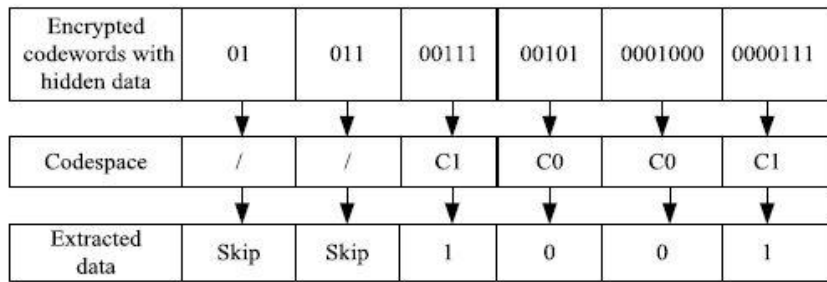 Encrypted
codewords with
hidden data
01
011
00111
00101
0001000
0000111
Codespace
/
/
C1
C0
C0
C1
Extracted
data
Skip
Skip
1
0
0
1